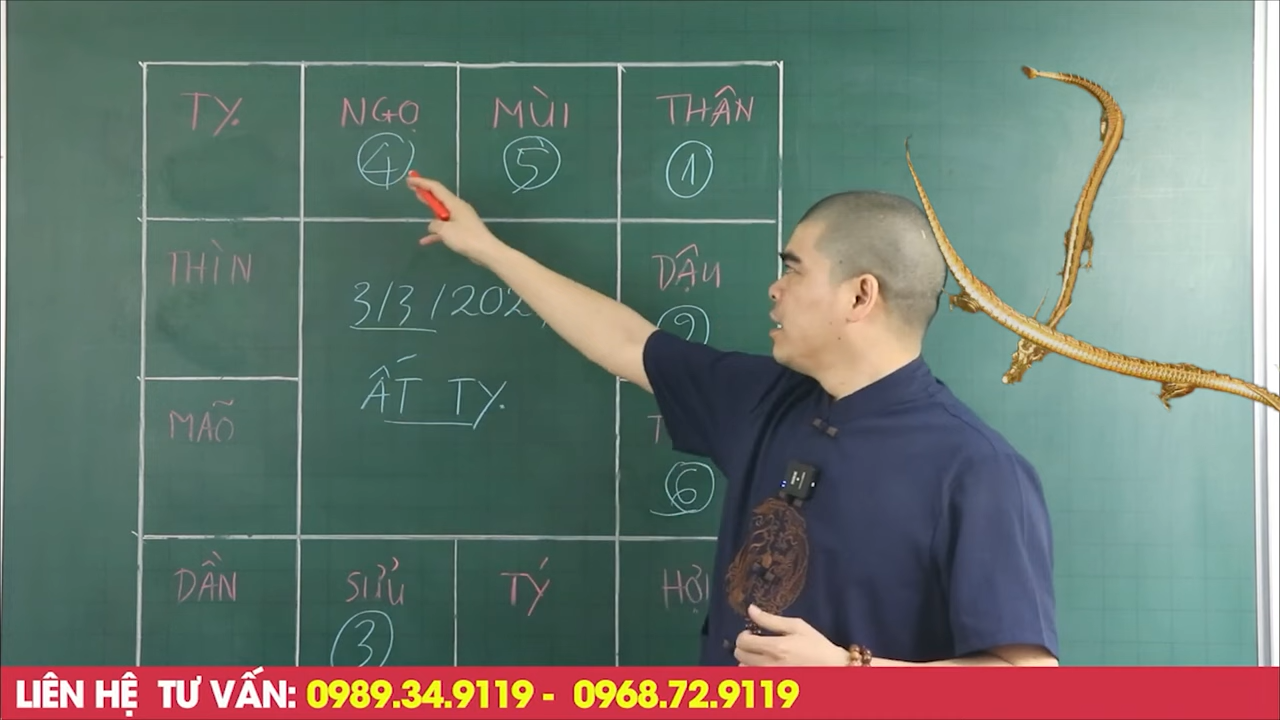 TỴ NGỌ MÙI THÂN
4 5 1
THÌN DẬU
3/3/202
ẤT TỴ
MÃO
6
DẦN SỬU TÝ HỢI
3
LIÊN HỆ TƯ VẤN: 0989.34.9119 - 0968.72.9119